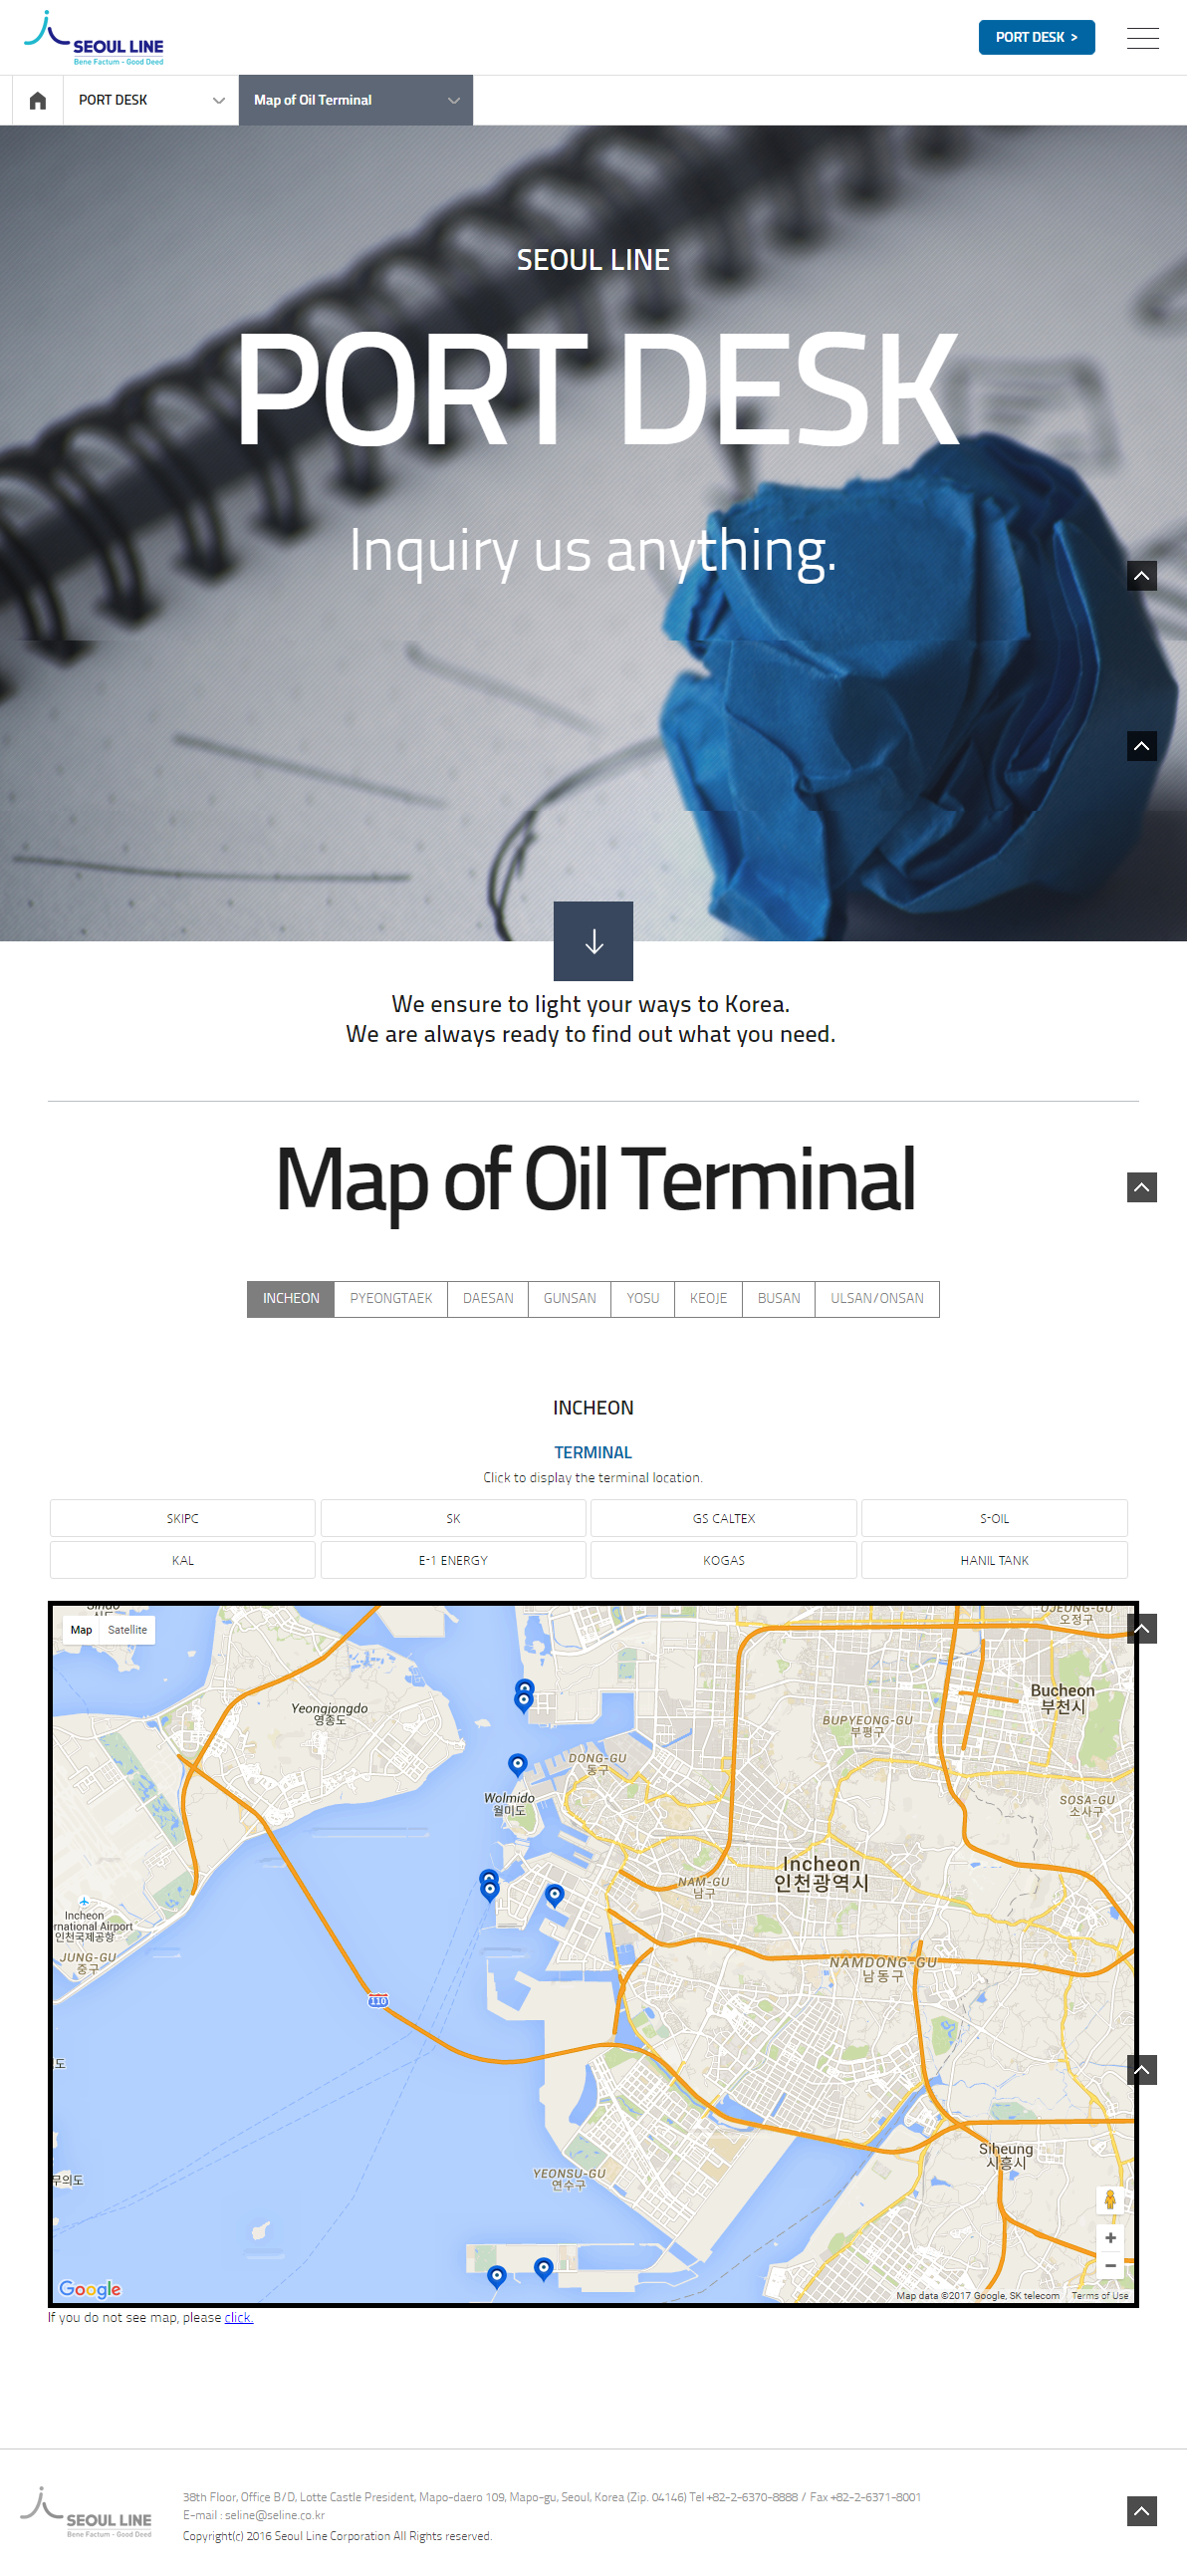 SEOUL LINE
Bene Factum - Good Deed
PORT DESK >
PORT DESK
Map of Oil Terminal
SEOUL LINE
PORT DESK
Inquiry us anything.
We ensure to light your ways to Korea.
We are always ready to find out what you need.
Map of Oil Terminal
INCHEON PYEONGTAEK DAESAN GUNSAN YOSU KEOJE BUSAN ULSAN/ONSAN
INCHEON
TERMINAL
Click to display the terminal location.
SKIPC SK GS CALTEX S-OIL
KAL E-1 ENERGY KOGAS HANIL TANK
Map Satellite
OJEONG-GU
오정구
Bucheon
부천시
Yeongjongdo
영종도
BUPYEONG-GU
부평구
DONG-GU
동구
Wolmido
월미도
SOSA-GU
소사구
Incheon
인천광역시
NAM-GU
남구
Incheon
rnational Airport
인천국제공항
JUNG-GU
중구
NAMDONG-GU
남동구
110
도
Siheung
시흥시
YEONSU-GU
연수구
무의도
Google
Map data ©2017 Google, SK telecom Terms of Use
If you do not see map, please click.
SEOUL LINE
Bene Factum - Good Deed
38th Floor, Office B/D, Lotte Castle President, Mapo-daero 109, Mapo-gu, Seoul, Korea (Zip. 04146) Tel +82-2-6370-8888 / Fax +82-2-6371-8001
E-mail : seline@seline.co.kr
Copyright(c) 2016 Seoul Line Corporation All Rights reserved.